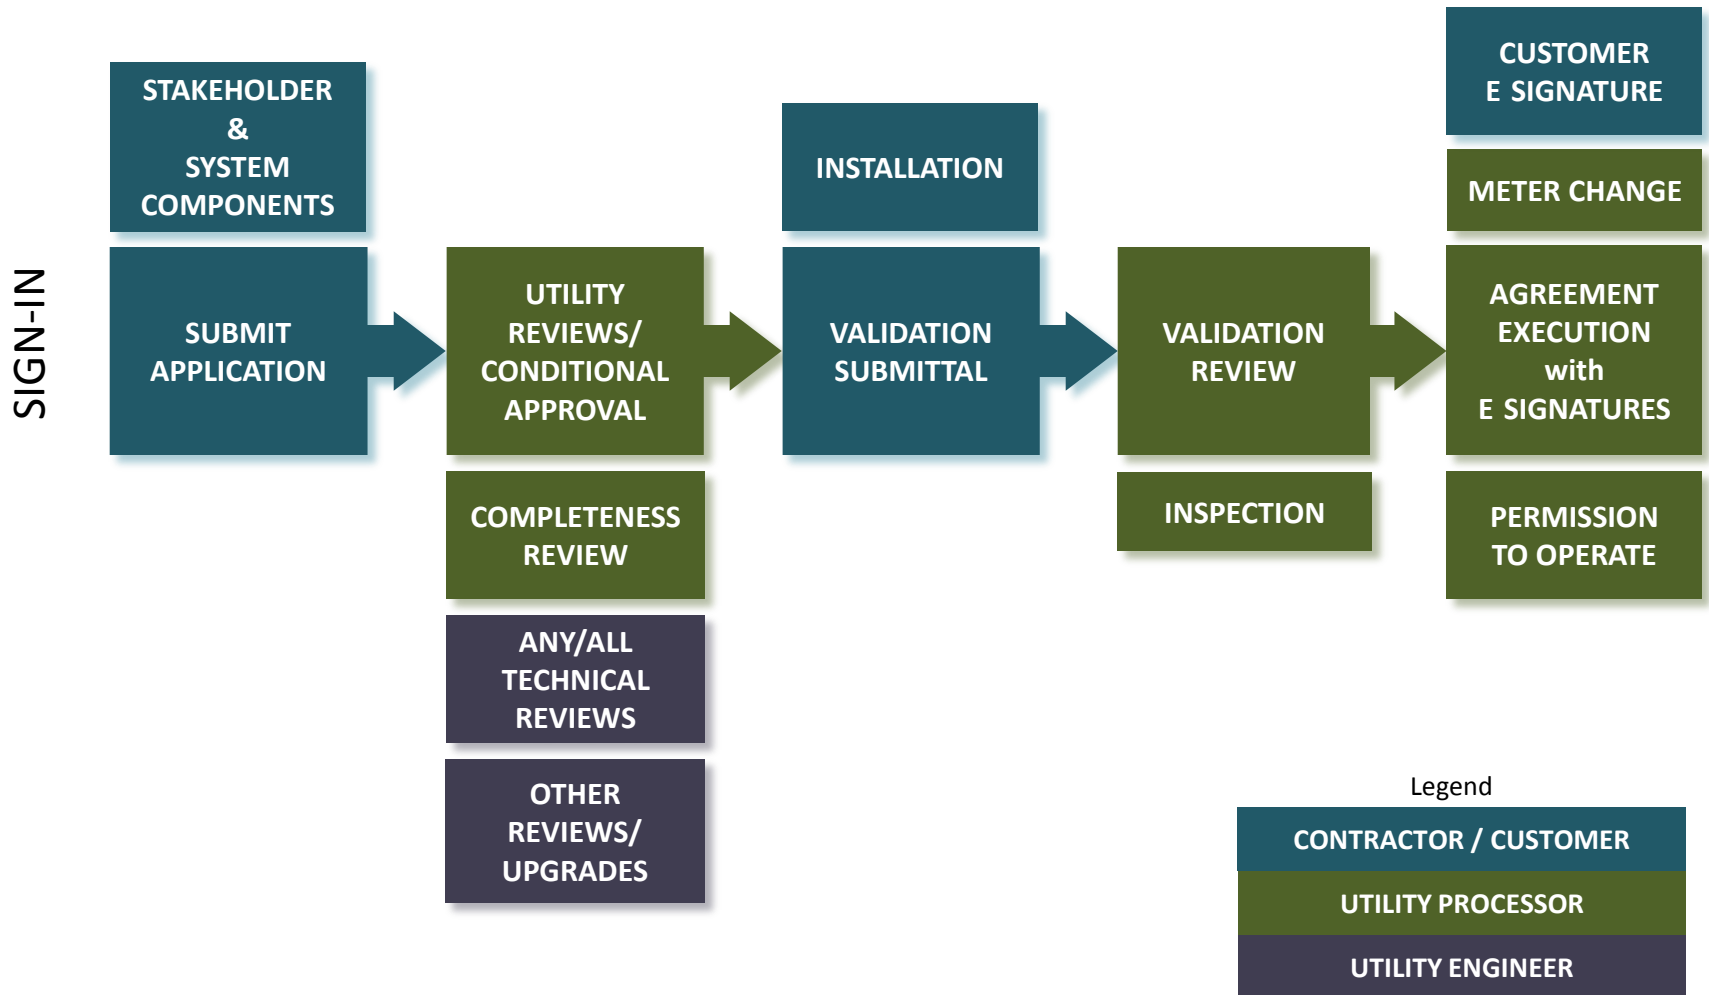 SIGN-IN
STAKEHOLDER
&
SYSTEM
COMPONENTS
SUBMIT
APPLICATION
UTILITY
REVIEWS/
CONDITIONAL
APPROVAL
COMPLETENESS
REVIEW
ANY/ALL
TECHNICAL
REVIEWS
OTHER
REVIEWS/
UPGRADES
INSTALLATION
VALIDATION
SUBMITTAL
VALIDATION
REVIEW
INSPECTION
CUSTOMER
E SIGNATURE
METER CHANGE
AGREEMENT
EXECUTION
with
E SIGNATURES
PERMISSION
TO OPERATE
Legend
CONTRACTOR / CUSTOMER
UTILITY PROCESSOR
UTILITY ENGINEER